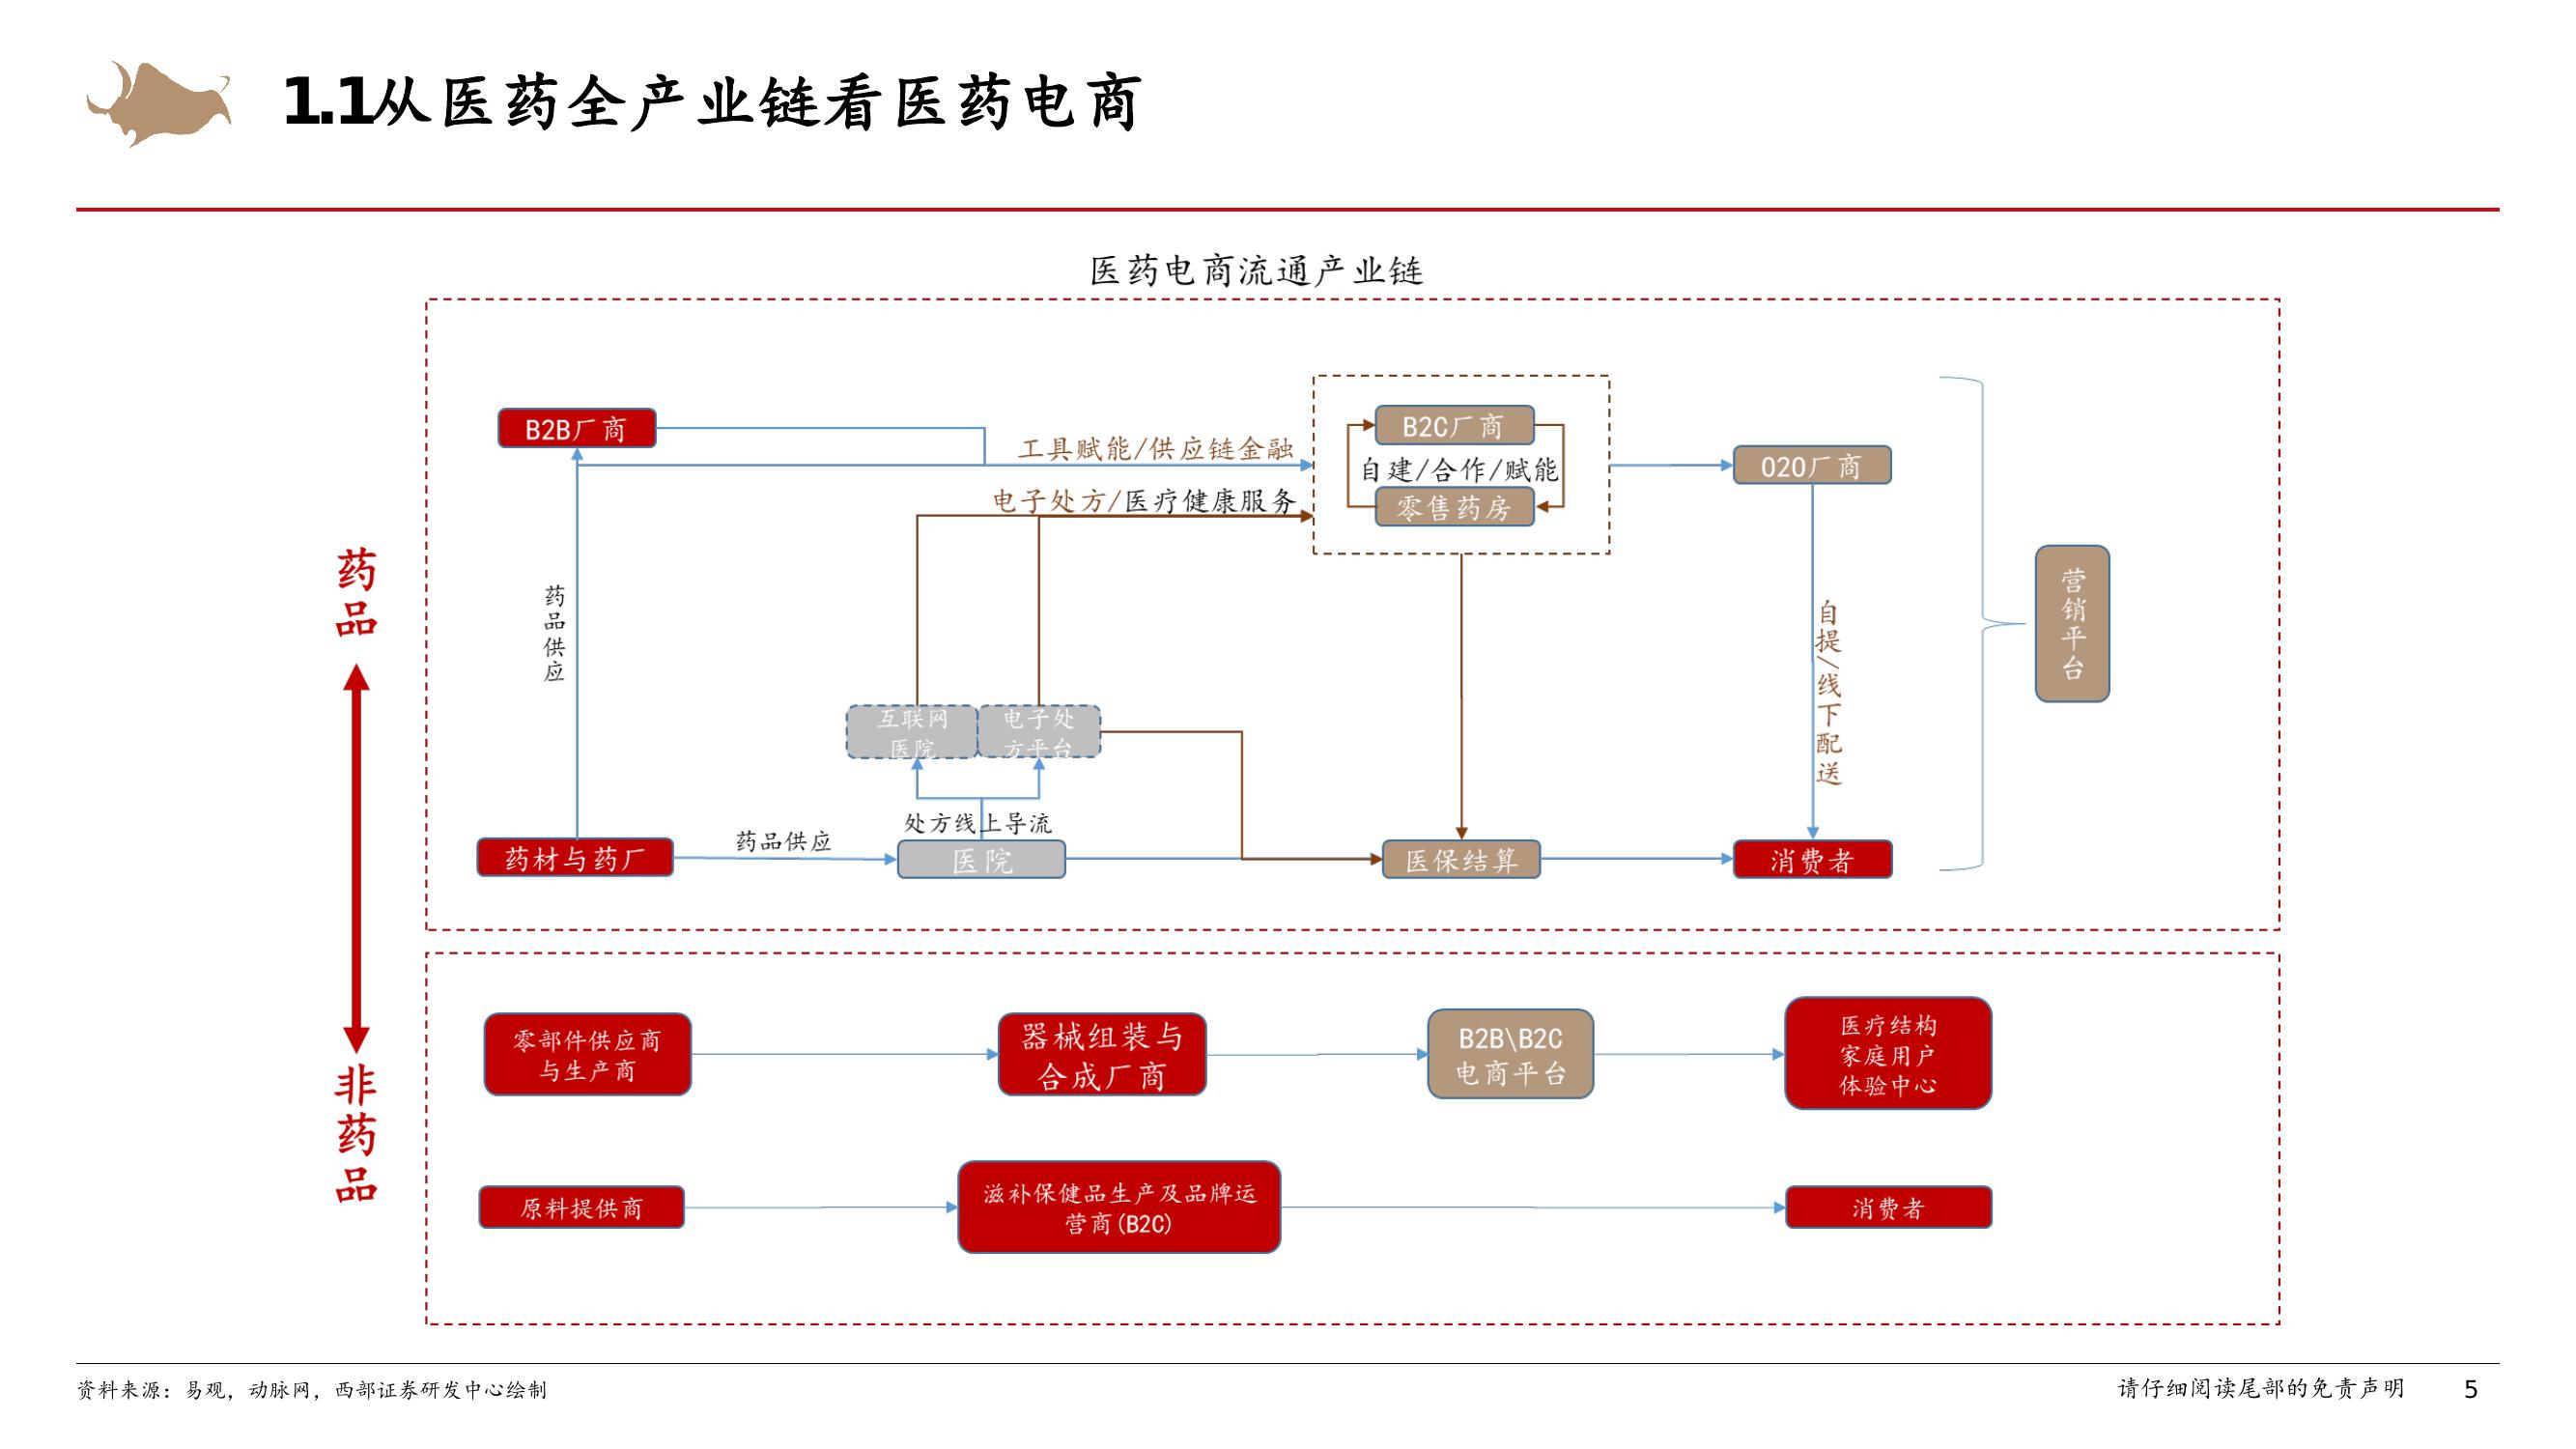 1.1从医药全产业链看医药电商
医药电商流通产业链
药品
非药品
B2B厂商
工具赋能/供应链金融
电子处方/医疗健康服务
B2C厂商
自建/合作/赋能
零售药房
O2O厂商
药品供应
互联网
医院
电子处
方平台
自提/线下配送
营销平台
处方线上导流
药材与药厂
药品供应
医院
医保结算
消费者
零部件供应商
与生产商
器械组装与
合成厂商
B2B\B2C
电商平台
医疗结构
家庭用户
体验中心
原料提供商
滋补保健品生产及品牌运
营商(B2C)
消费者
资料来源：易观，动脉网，西部证券研发中心绘制
请仔细阅读尾部的免责声明
5